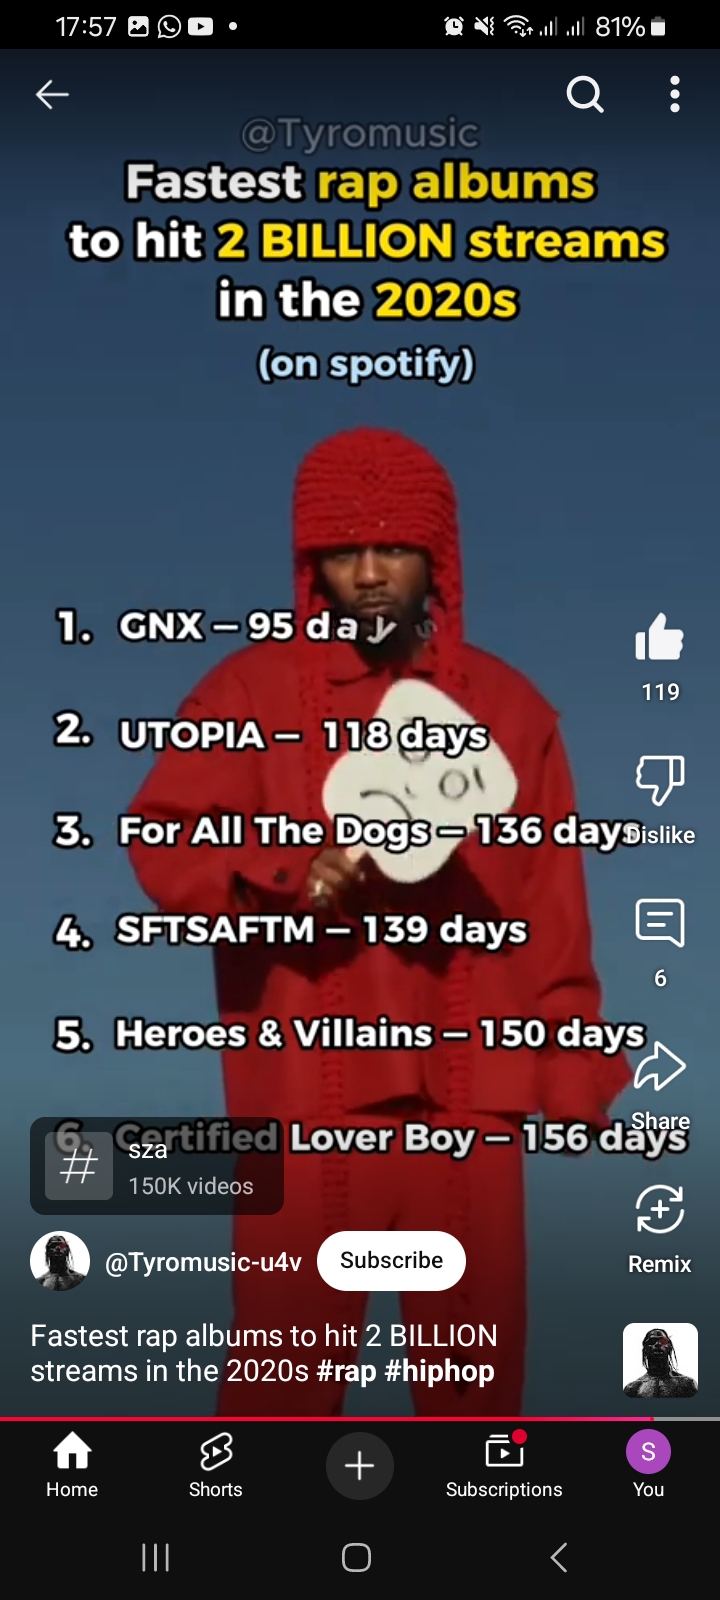 17:57
81%
@Tyromusic
Fastest rap albums
to hit 2 BILLION streams
in the 2020s
(on spotify)
1. GNX – 95 days
2. UTOPIA – 118 days
3. For All The Dogs – 136 days
4. SFTSAFTM – 139 days
5. Heroes & Villains – 150 days
6. Certified Lover Boy – 156 days
119
Dislike
6
Share
Remix
# sza
150K videos
@Tyromusic-u4v Subscribe
Fastest rap albums to hit 2 BILLION
streams in the 2020s #rap #hiphop
Home Shorts Subscriptions S You